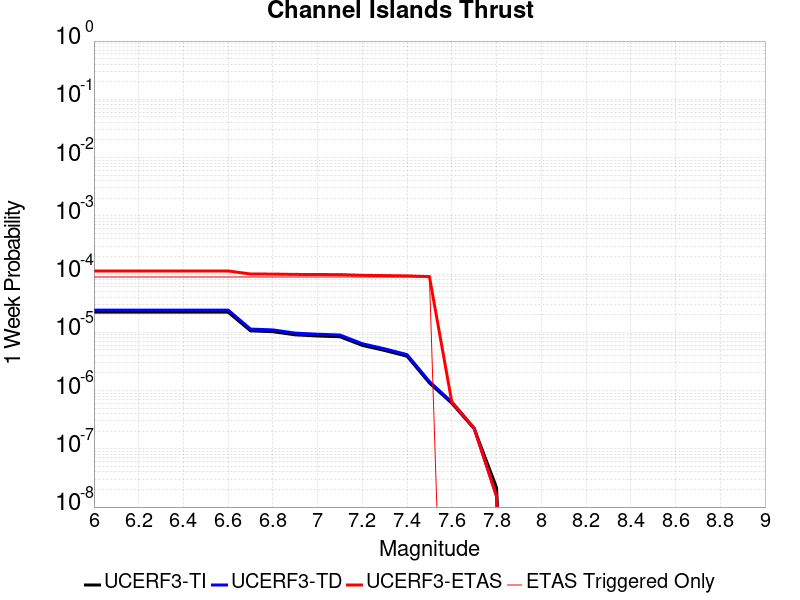 Channel Islands Thrust
10^0
10^-1
10^-2
10^-3
10^-4
10^-5
10^-6
10^-7
10^-8
1 Week Probability
6 6.2 6.4 6.6 6.8 7 7.2 7.4 7.6 7.8 8 8.2 8.4 8.6 8.8 9
Magnitude
UCERF3-TI UCERF3-TD UCERF3-ETAS ETAS Triggered Only